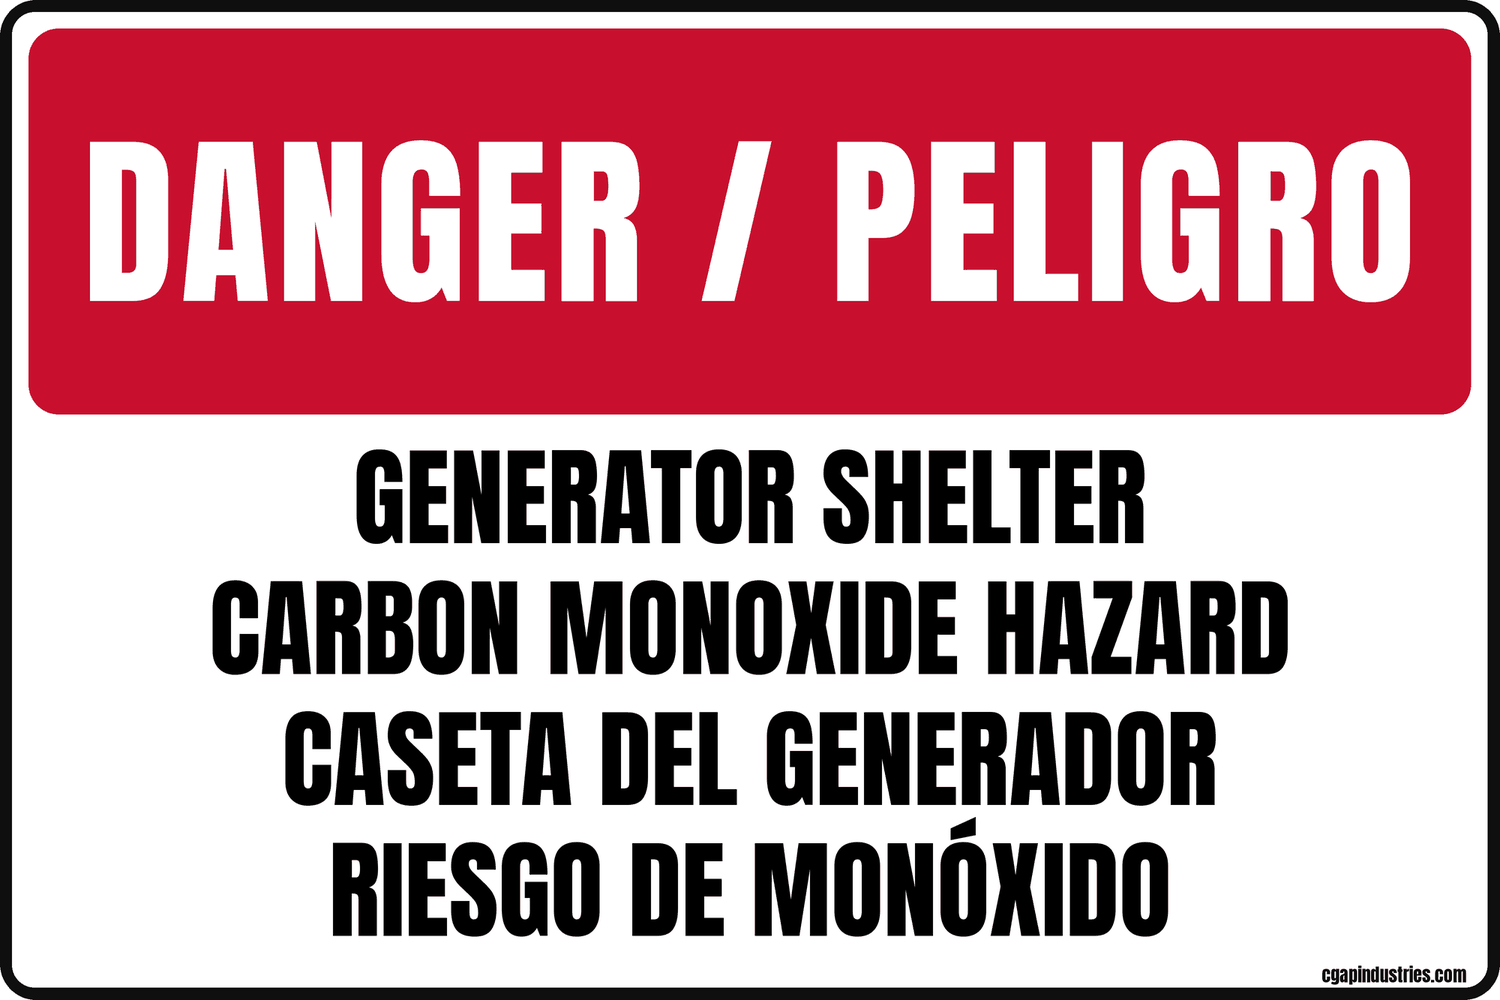 DANGER / PELIGRO
GENERATOR SHELTER
CARBON MONOXIDE HAZARD
CASETA DEL GENERADOR
RIESGO DE MONÓXIDO
cgapindustries.com